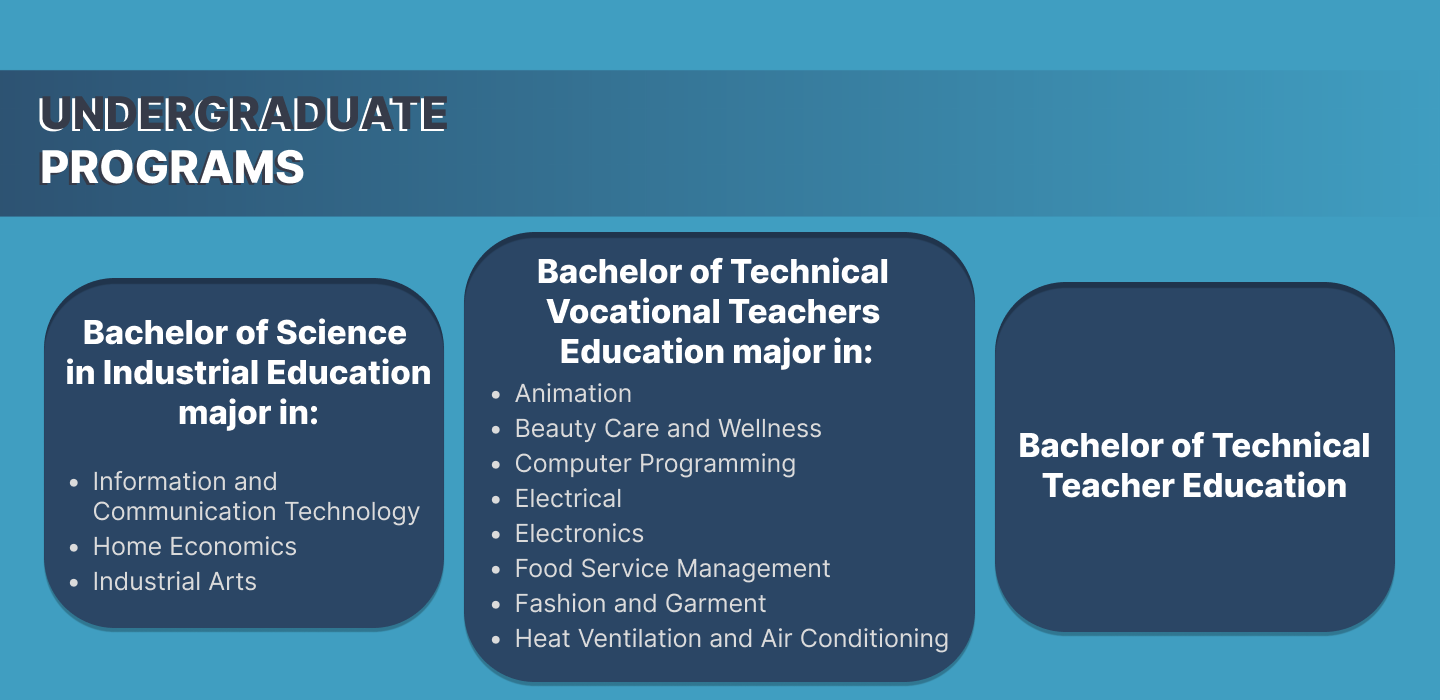 UNDERGRADUATE
PROGRAMS
Bachelor of Science
in Industrial Education
major in:
• Information and
Communication Technology
• Home Economics
• Industrial Arts
Bachelor of Technical
Vocational Teachers
Education major in:
• Animation
• Beauty Care and Wellness
• Computer Programming
• Electrical
• Electronics
• Food Service Management
• Fashion and Garment
• Heat Ventilation and Air Conditioning
Bachelor of Technical
Teacher Education